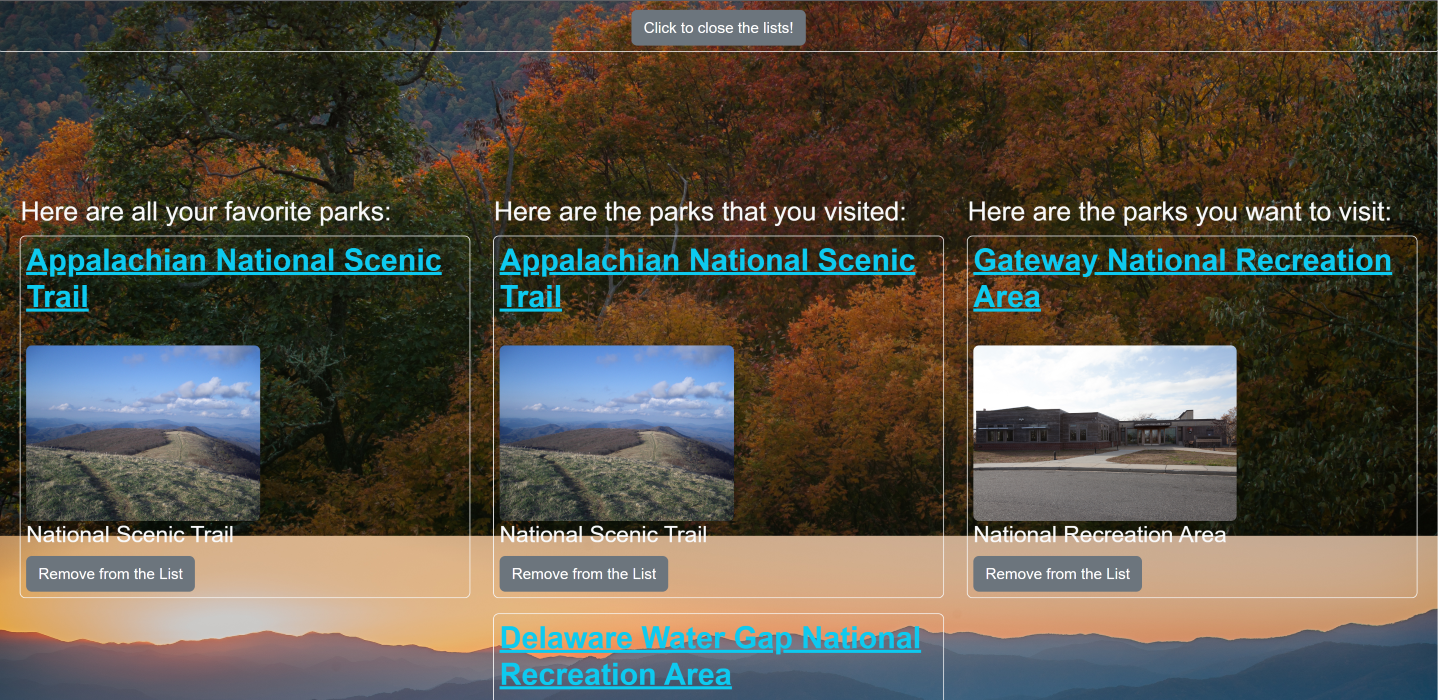 Click to close the lists!
Here are all your favorite parks:
Appalachian National Scenic
Trail
National Scenic Trail
Remove from the List
Here are the parks that you visited:
Appalachian National Scenic
Trail
National Scenic Trail
Remove from the List
Delaware Water Gap National
Recreation Area
Here are the parks you want to visit:
Gateway National Recreation
Area
National Recreation Area
Remove from the List